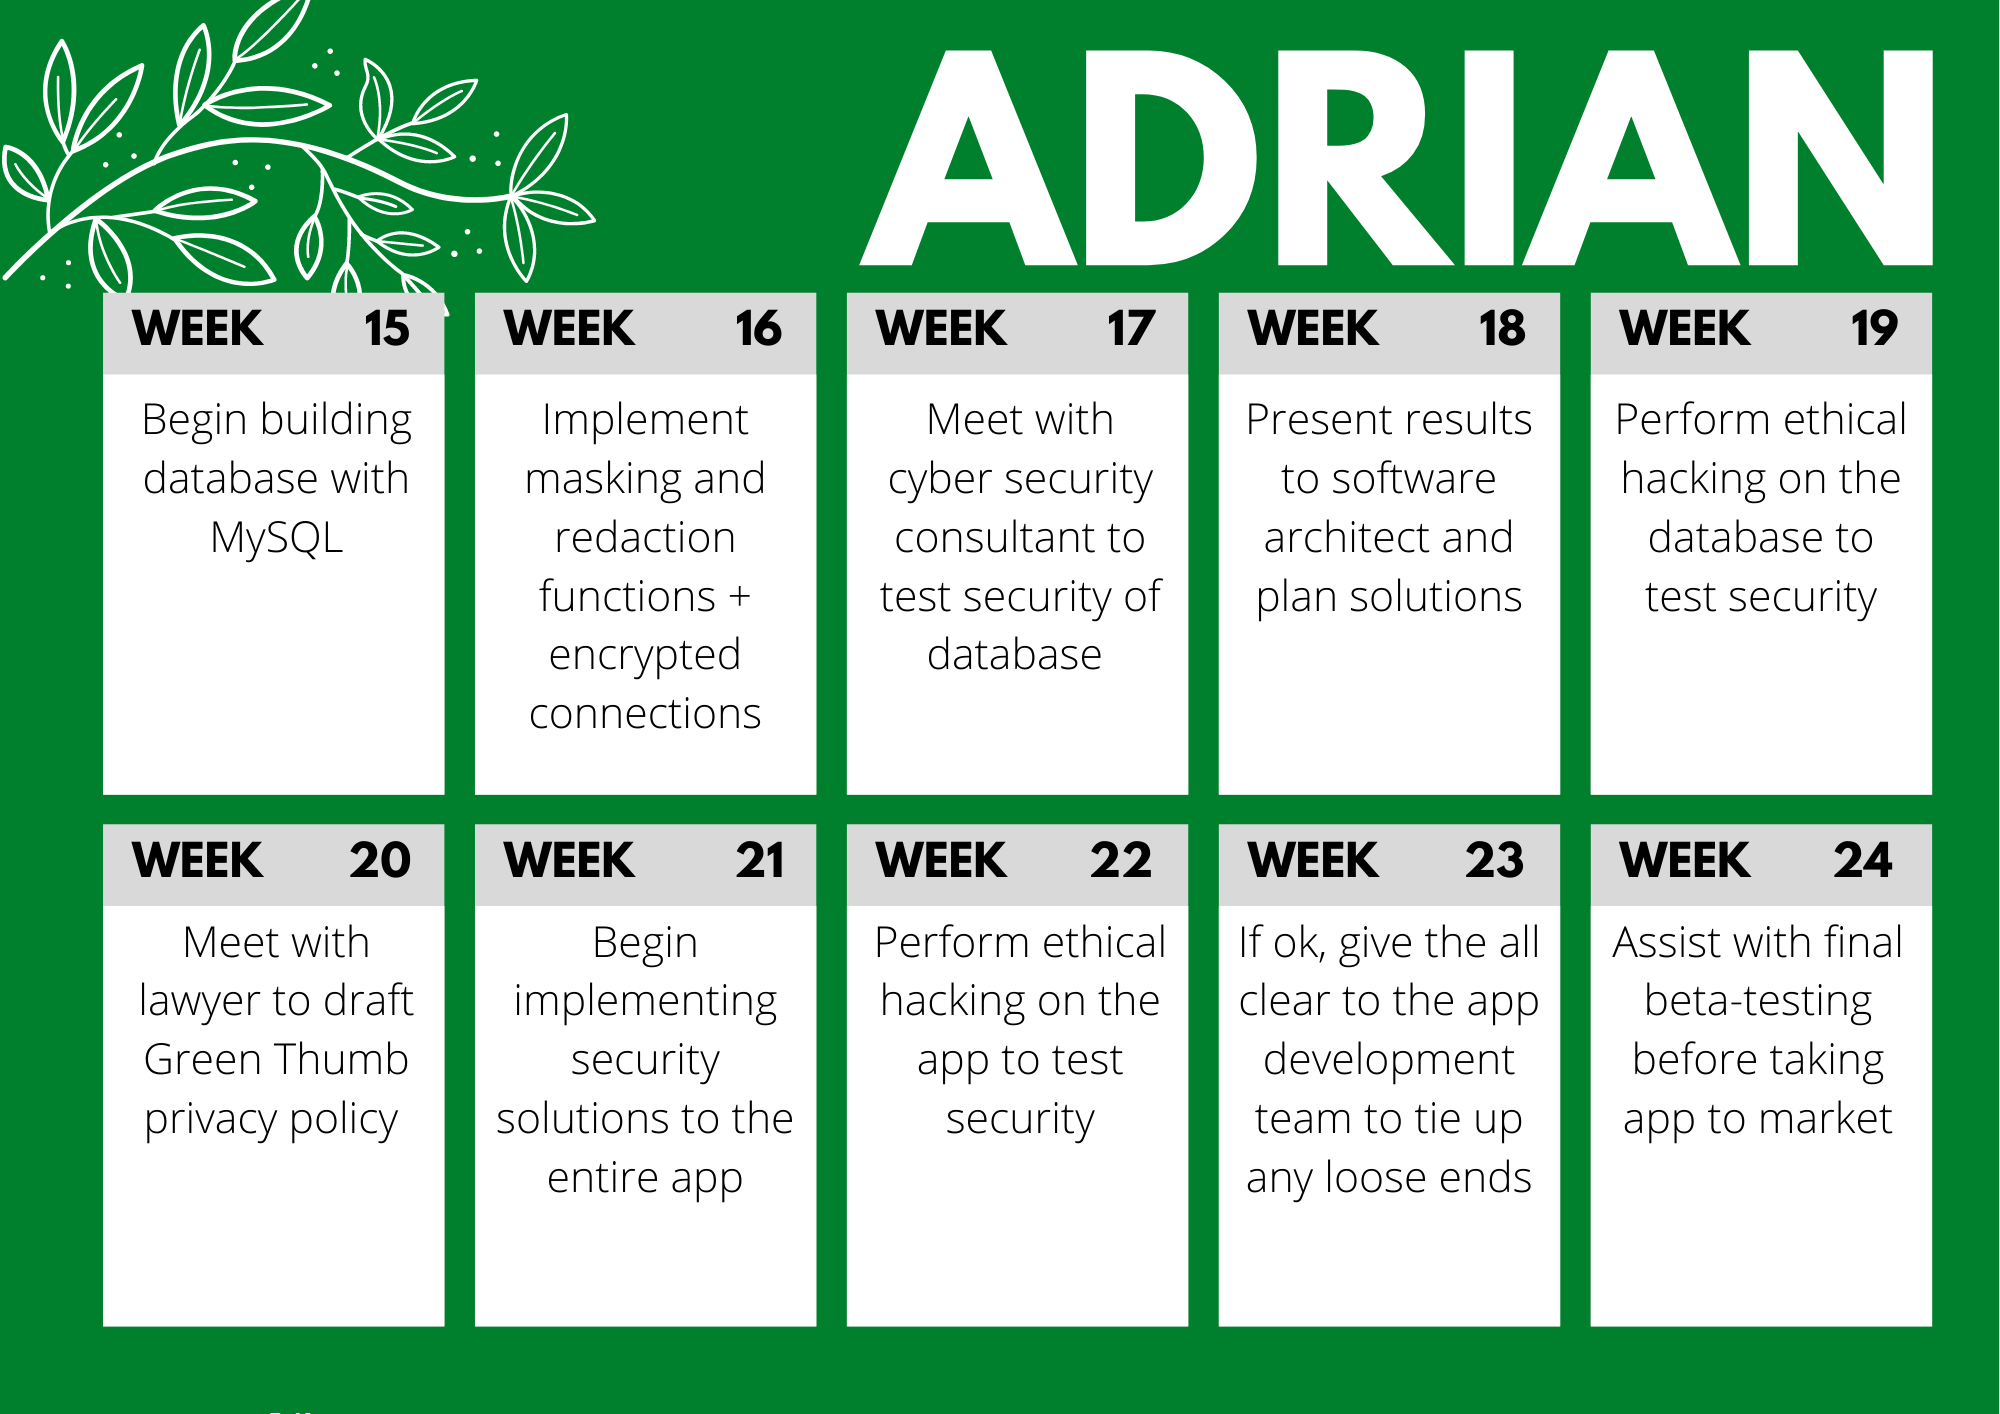 ADRIAN
WEEK 15
Begin building
database with
MySQL
WEEK 16
Implement
masking and
redaction
functions +
encrypted
connections
WEEK 17
Meet with
cyber security
consultant to
test security of
database
WEEK 18
Present results
to software
architect and
plan solutions
WEEK 19
Perform ethical
hacking on the
database to
test security
WEEK 20
Meet with
lawyer to draft
Green Thumb
privacy policy
WEEK 21
Begin
implementing
security
solutions to the
entire app
WEEK 22
Perform ethical
hacking on the
app to test
security
WEEK 23
If ok, give the all
clear to the app
development
team to tie up
any loose ends
WEEK 24
Assist with final
beta-testing
before taking
app to market